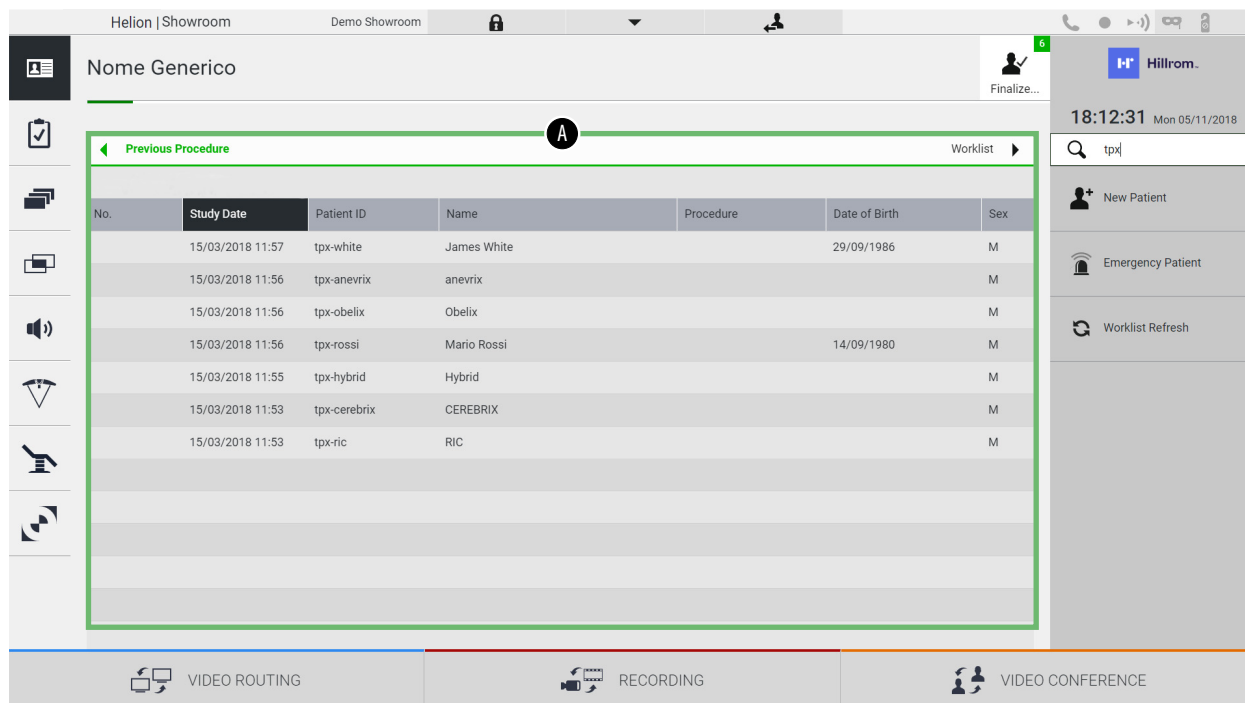 Helion | Showroom Demo Showroom
Nome Generico
Finalize...
6
Hillrom
18:12:31 Mon 05/11/2018
tpx
New Patient
Emergency Patient
Worklist Refresh
A
Previous Procedure Worklist
No. Study Date Patient ID Name Procedure Date of Birth Sex
15/03/2018 11:57 tpx-white James White 29/09/1986 M
15/03/2018 11:56 tpx-anevrix anevrix M
15/03/2018 11:56 tpx-obelix Obelix M
15/03/2018 11:56 tpx-rossi Mario Rossi 14/09/1980 M
15/03/2018 11:55 tpx-hybrid Hybrid M
15/03/2018 11:53 tpx-cerebrix CEREBRIX M
15/03/2018 11:53 tpx-ric RIC M
VIDEO ROUTING RECORDING VIDEO CONFERENCE